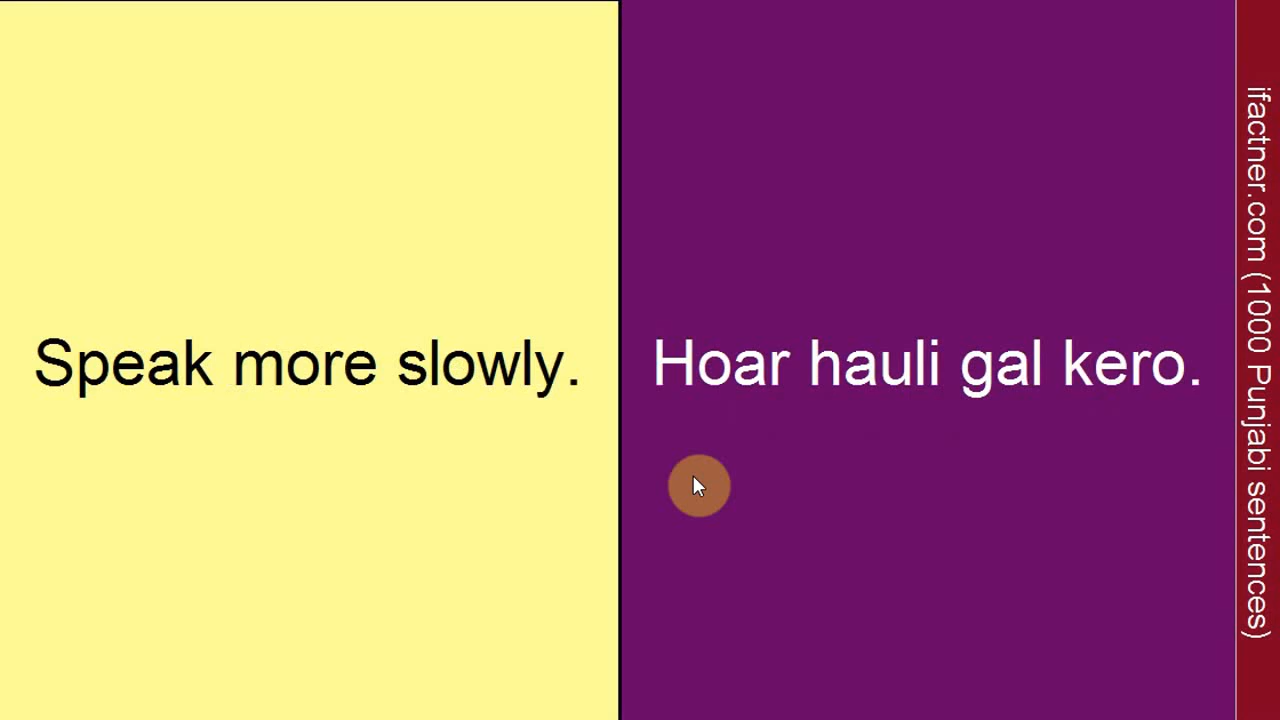 Speak more slowly.
Hoar hauli gal kero.
ifactner.com (1000 Punjabi sentences)